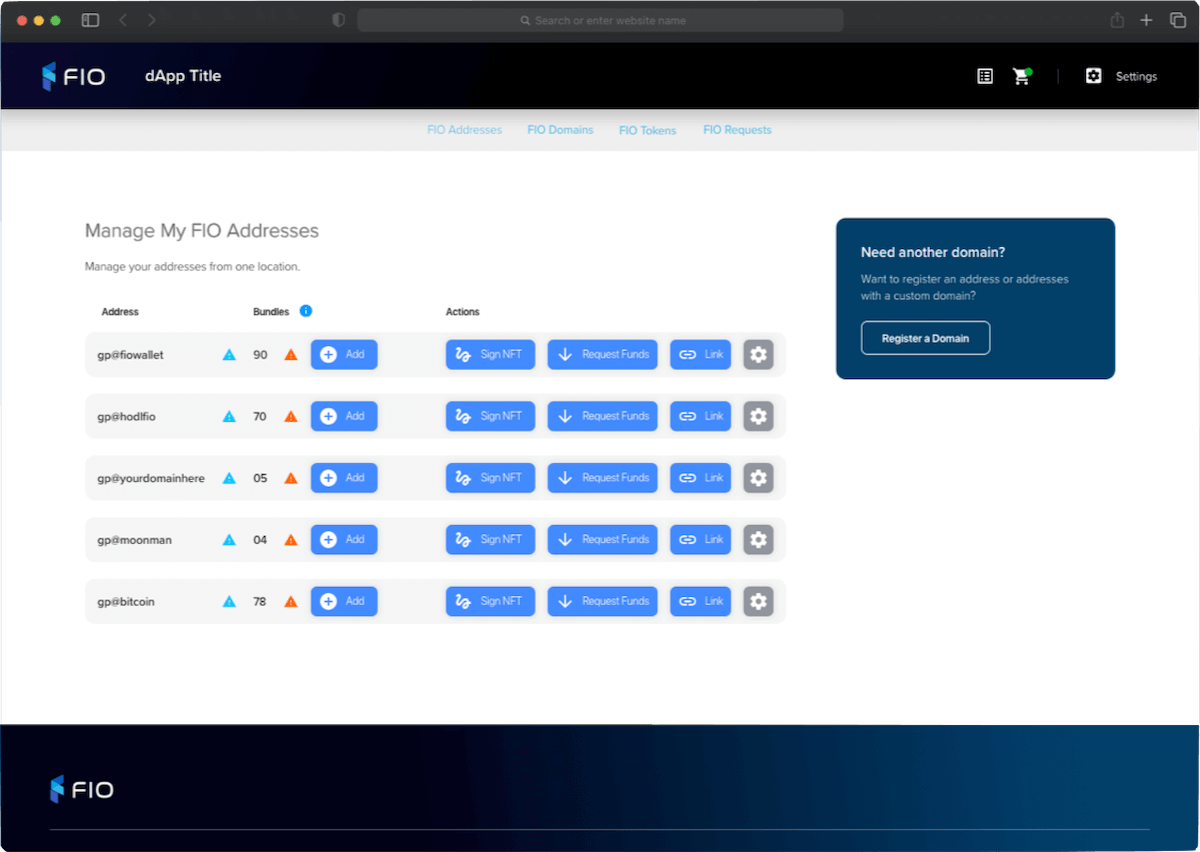 Search or enter website name
FIO
dApp Title
Settings
FIO Addresses FIO Domains FIO Tokens FIO Requests
Manage My FIO Addresses
Manage your addresses from one location.
Address Bundles Actions
gp@fiowallet 90 Add Sign NFT Request Funds Link
gp@hodlfio 70 Add Sign NFT Request Funds Link
gp@yourdomainhere 05 Add Sign NFT Request Funds Link
gp@moonman 04 Add Sign NFT Request Funds Link
gp@bitcoin 78 Add Sign NFT Request Funds Link
Need another domain?
Want to register an address or addresses
with a custom domain?
Register a Domain
FIO